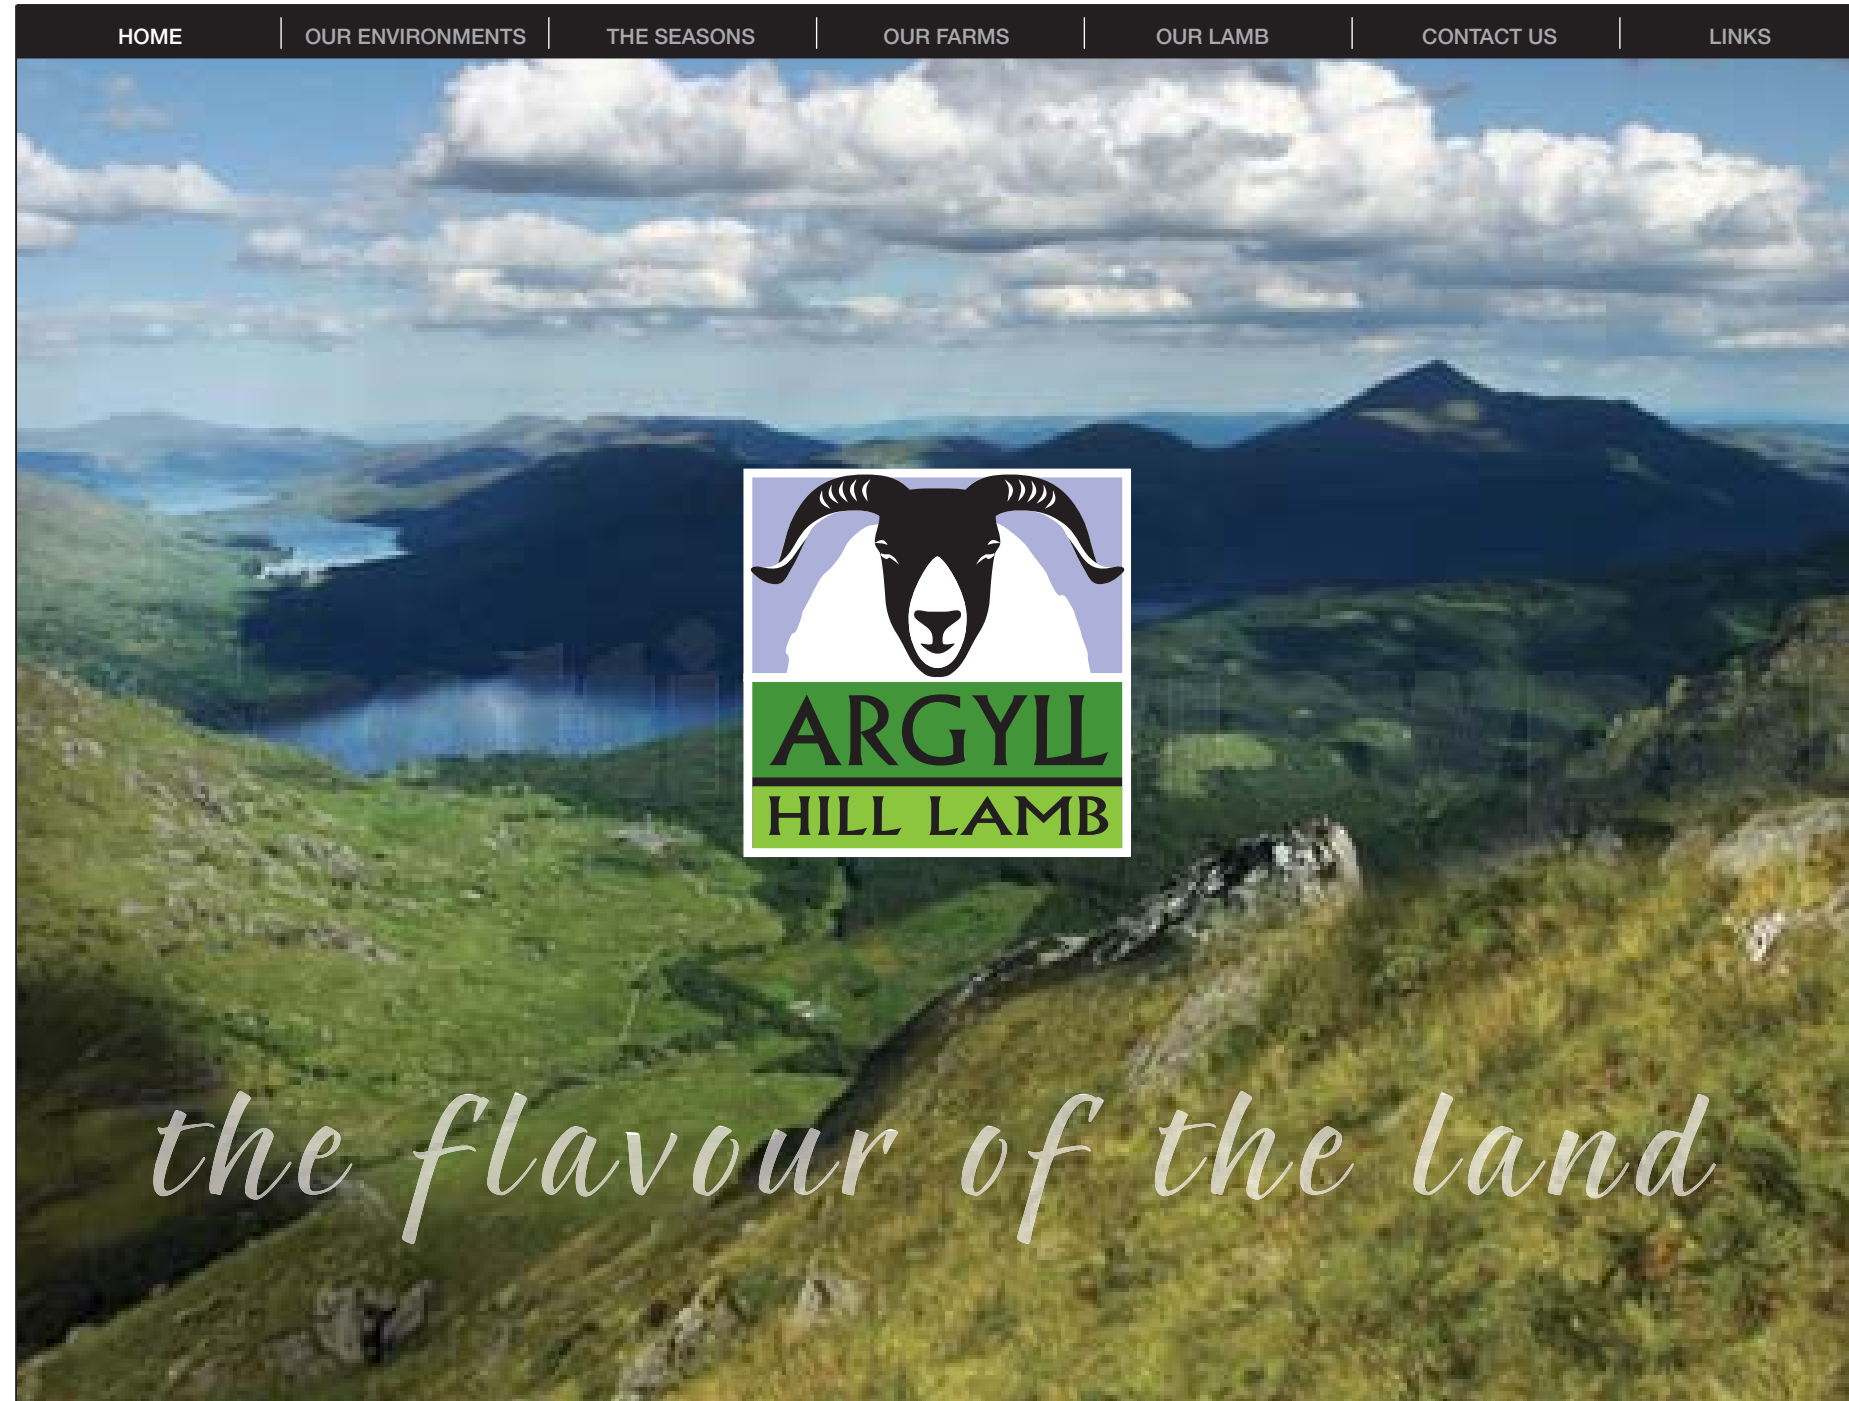 HOME OUR ENVIRONMENTS THE SEASONS OUR FARMS OUR LAMB CONTACT US LINKS
ARGYLL
HILL LAMB
the flavour of the land